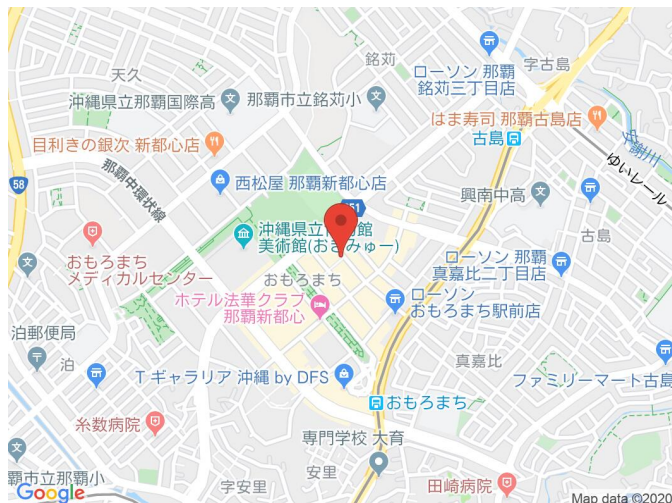 銘苅
字古島
天久
ローソン 那覇
銘苅三丁目店
沖縄県立那覇国際高
那覇市立銘苅小
はま寿司 那覇古島店
目利きの銀次 新都心店
古島
那覇中環状線
ゆいレール
58
西松屋 那覇新都心店
興南中高
251
古島
沖縄県立博物館
美術館(おきみゅー)
おもろまち
メディカルセンター
ローソン 那覇
真嘉比二丁目店
おもろまち
ホテル法華クラブ
那覇新都心
ローソン
おもろまち駅前店
泊郵便局
泊
真嘉比
T ギャラリア 沖縄 by DFS
ファミリーマート古島
おもろまち
糸数病院
専門学校 大育
覇市立那覇小
安里
字安里
田崎病院
Google
Map data ©2020